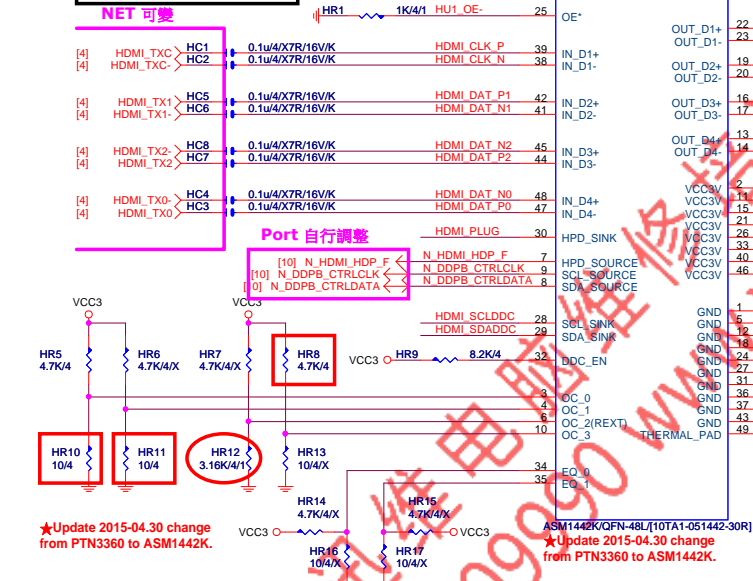 NET 可變
HR1 1K/4/1 HU1_OE- 25 OE*
OUT_D1+ 22
OUT_D1- 23
[4] HDMI_TXC HC1 0.1u/4/X7R/16V/K HDMI_CLK_P 39 IN_D1+
[4] HDMI_TXC- HC2 0.1u/4/X7R/16V/K HDMI_CLK_N 38 IN_D1-
OUT_D2+ 19
OUT_D2- 20
[4] HDMI_TX1 HC5 0.1u/4/X7R/16V/K HDMI_DAT_P1 42 IN_D2+
[4] HDMI_TX1- HC6 0.1u/4/X7R/16V/K HDMI_DAT_N1 41 IN_D2-
OUT_D3+ 16
OUT_D3- 17
OUT_D4+ 13
OUT_D4- 14
[4] HDMI_TX2- HC8 0.1u/4/X7R/16V/K HDMI_DAT_N2 45 IN_D3+
[4] HDMI_TX2 HC7 0.1u/4/X7R/16V/K HDMI_DAT_P2 44 IN_D3-
[4] HDMI_TX0- HC4 0.1u/4/X7R/16V/K HDMI_DAT_N0 48 IN_D4+
[4] HDMI_TX0 HC3 0.1u/4/X7R/16V/K HDMI_DAT_P0 47 IN_D4-
VCC3V 2
VCC3V 11
VCC3V 15
VCC3V 21
VCC3V 26
VCC3V 33
VCC3V 40
VCC3V 46
Port 自行調整
HDMI_PLUG 30 HPD_SINK
[10] N_HDMI_HDP_F N_HDMI_HDP_F 7 HPD_SOURCE
[10] N_DDPB_CTRLCLK N_DDPB_CTRLCLK 9 SCL_SOURCE
[10] N_DDPB_CTRLDATA N_DDPB_CTRLDATA 8 SDA_SOURCE
VCC3 VCC3
HDMI_SCLDDC 28 SCL_SINK
HDMI_SDADDC 29 SDA_SINK
GND 1
GND 5
GND 12
GND 18
GND 24
GND 27
GND 31
GND 36
GND 37
GND 43
THERMAL_PAD 49
HR5 HR6 HR7 HR8
4.7K/4 4.7K/4/X 4.7K/4/X 4.7K/4
VCC3 HR9 8.2K/4 32 DDC_EN
3 OC_0
4 OC_1
6 OC_2(REXT)
10 OC_3
HR10 HR11 HR12 HR13
10/4 10/4 3.16K/4/1 10/4/X
34 EQ_0
35 EQ_1
HR14 HR15
4.7K/4/X 4.7K/4/X
VCC3 VCC3
HR16 HR17
10/4/X 10/4/X
★Update 2015-04.30 change
from PTN3360 to ASM1442K.
ASM1442K/QFN-48L/[10TA1-051442-30R]
★Update 2015-04.30 change
from PTN3360 to ASM1442K.
讯维电脑维修
09990 www